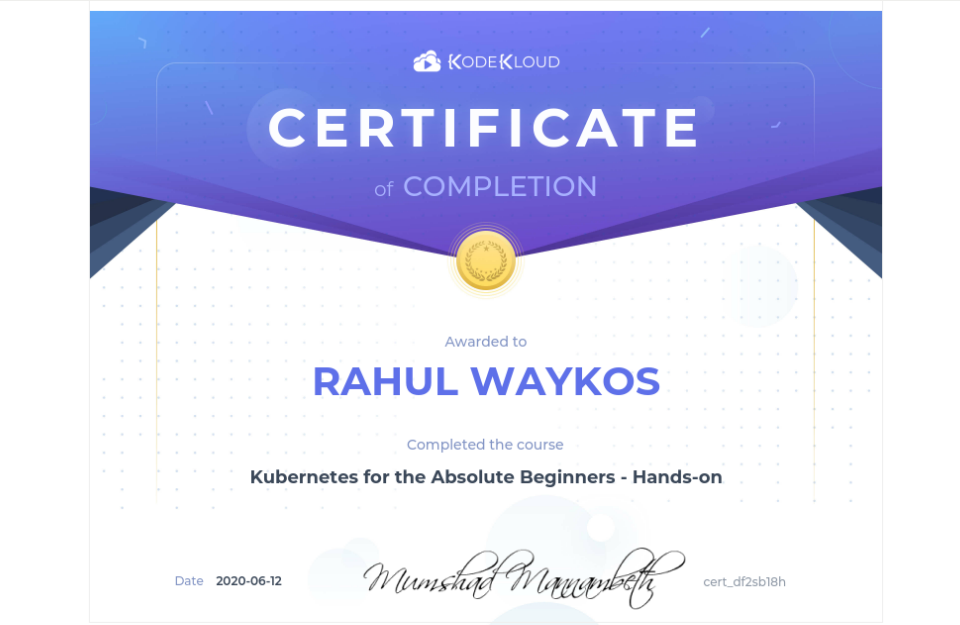 KODEKLOUD
CERTIFICATE
of COMPLETION
Awarded to
RAHUL WAYKOS
Completed the course
Kubernetes for the Absolute Beginners - Hands-on
Date 2020-06-12
Mumshad Mannambeth
cert_df2sb18h